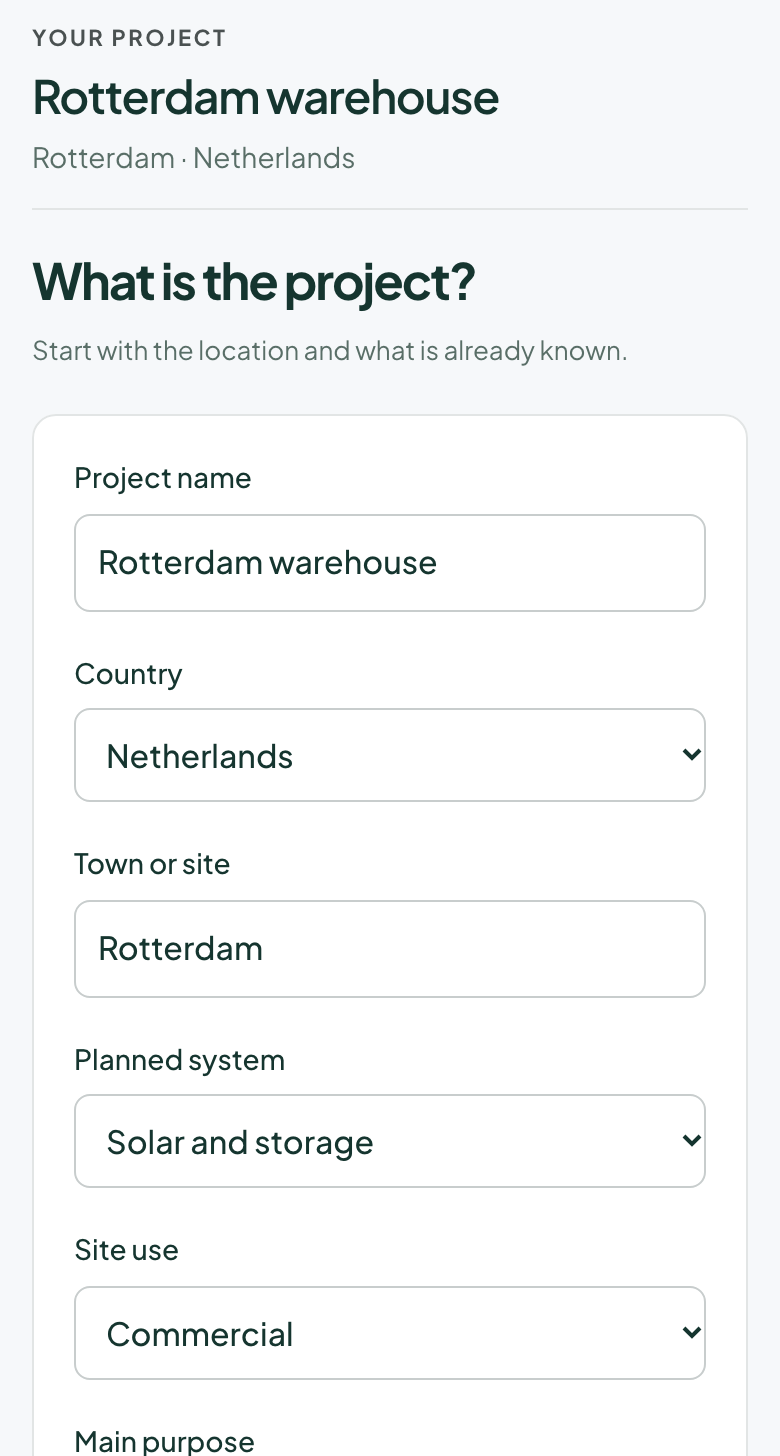 YOUR PROJECT
Rotterdam warehouse
Rotterdam · Netherlands
What is the project?
Start with the location and what is already known.
Project name
Rotterdam warehouse
Country
Netherlands
Town or site
Rotterdam
Planned system
Solar and storage
Site use
Commercial
Main purpose